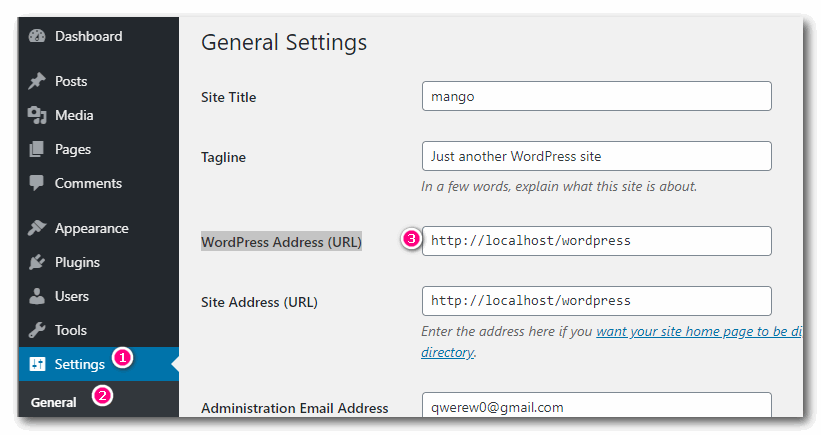 Dashboard
Posts
Media
Pages
Comments
Appearance
Plugins
Users
Tools
Settings 1
General 2
General Settings
Site Title
mango
Tagline
Just another WordPress site
In a few words, explain what this site is about.
WordPress Address (URL)
3 http://localhost/wordpress
Site Address (URL)
http://localhost/wordpress
Enter the address here if you want your site home page to be di
directory.
Administration Email Address
qwerew0@gmail.com